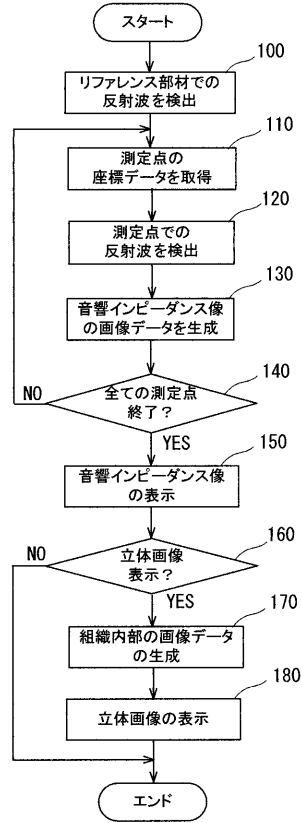 スタート
100
リファレンス部材での
反射波を検出
110
測定点の
座標データを取得
120
測定点での
反射波を検出
130
音響インピーダンス像
の画像データを生成
140
全ての測定点
終了?
NO
YES
150
音響インピーダンス像
の表示
160
立体画像
表示?
NO
YES
170
組織内部の画像データ
の生成
180
立体画像の表示
エンド